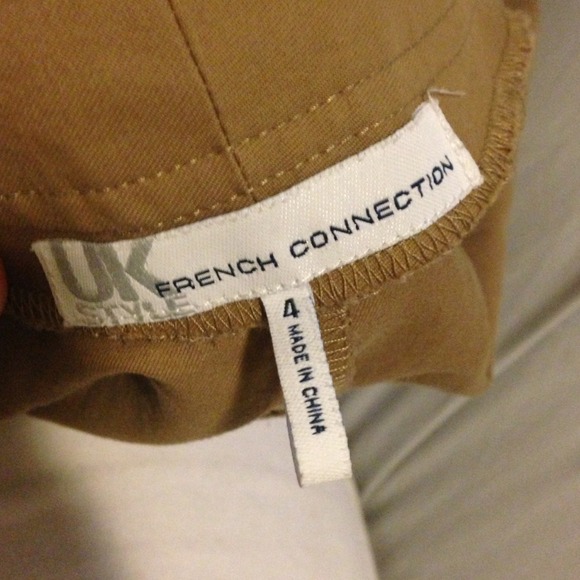 UK
STYLE
FRENCH CONNECTION
4
MADE IN CHINA